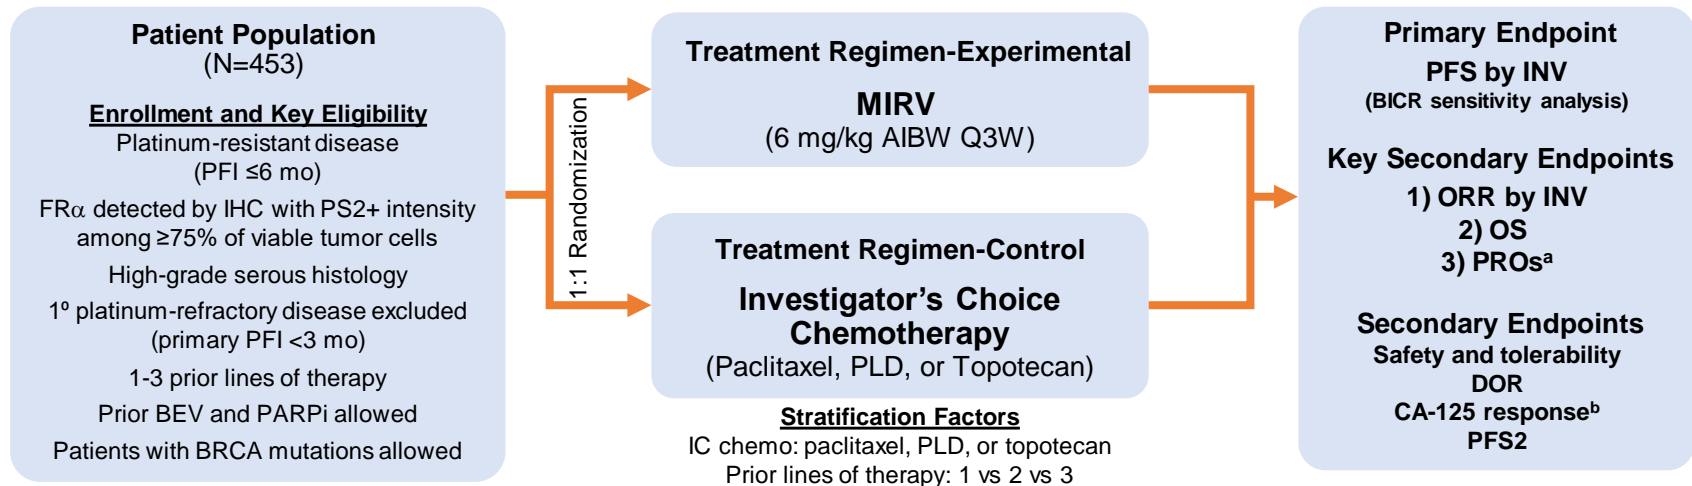 Patient Population
(N=453)
Enrollment and Key Eligibility
Platinum-resistant disease
(PFI ≤6 mo)
FRα detected by IHC with PS2+ intensity
among ≥75% of viable tumor cells
High-grade serous histology
1º platinum-refractory disease excluded
(primary PFI <3 mo)
1-3 prior lines of therapy
Prior BEV and PARPi allowed
Patients with BRCA mutations allowed
1:1 Randomization
Treatment Regimen-Experimental
MIRV
(6 mg/kg AIBW Q3W)
Treatment Regimen-Control
Investigator’s Choice
Chemotherapy
(Paclitaxel, PLD, or Topotecan)
Stratification Factors
IC chemo: paclitaxel, PLD, or topotecan
Prior lines of therapy: 1 vs 2 vs 3
Primary Endpoint
PFS by INV
(BICR sensitivity analysis)
Key Secondary Endpoints
1) ORR by INV
2) OS
3) PROsᵃ
Secondary Endpoints
Safety and tolerability
DOR
CA-125 responseᵇ
PFS2